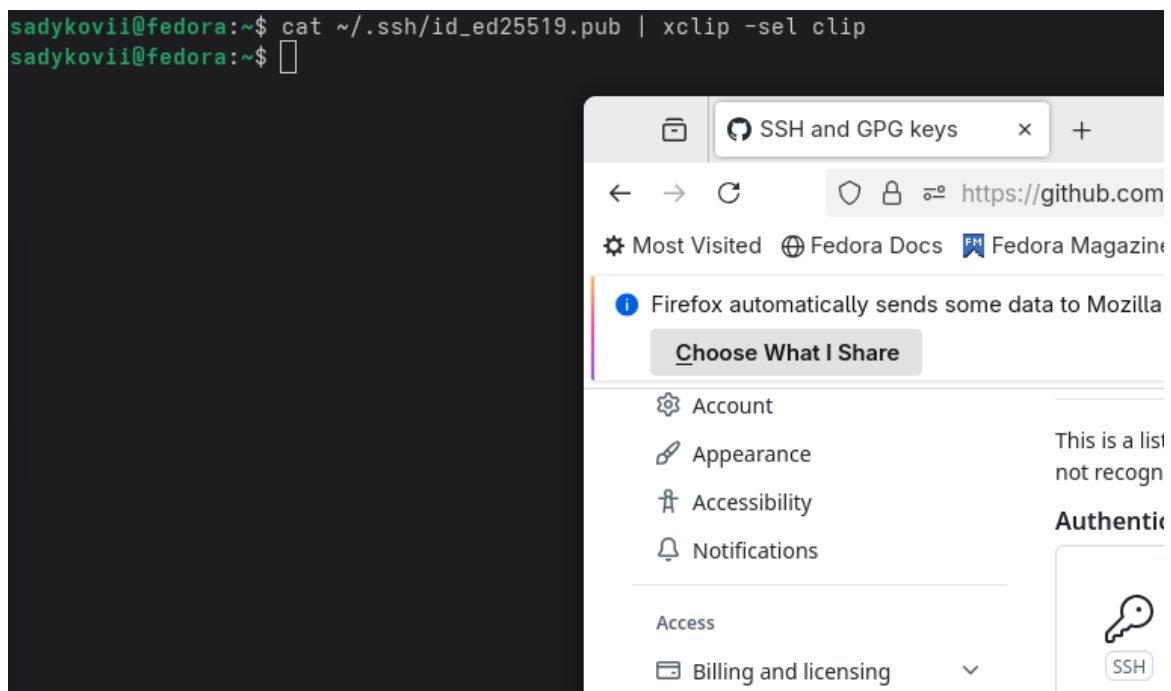 sadykovii@fedora:~$ cat ~/.ssh/id_ed25519.pub | xclip -sel clip
sadykovii@fedora:~$
SSH and GPG keys
https://github.com
Most Visited Fedora Docs Fedora Magazine
Firefox automatically sends some data to Mozilla
Choose What I Share
Account
This is a list
Appearance
not recogn
Accessibility
Authentic
Notifications
Access
Billing and licensing
SSH